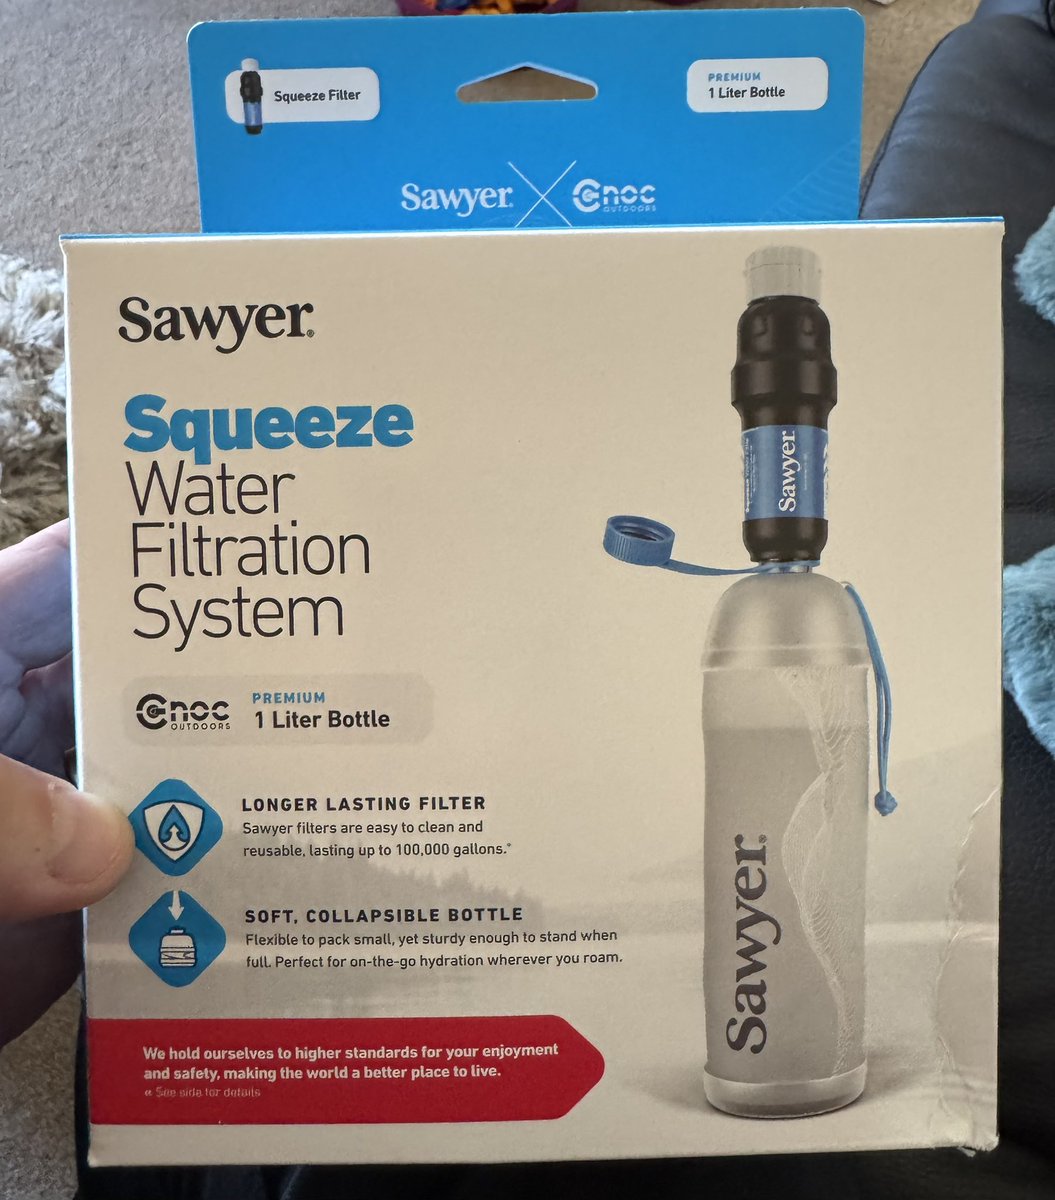 Squeeze Filter
PREMIUM
1 Liter Bottle
Sawyer
Cnoc
OUTDOORS
Sawyer®
Squeeze
Water
Filtration
System
Cnoc
OUTDOORS
PREMIUM
1 Liter Bottle
LONGER LASTING FILTER
Sawyer filters are easy to clean and
reusable, lasting up to 100,000 gallons.*
SOFT, COLLAPSIBLE BOTTLE
Flexible to pack small, yet sturdy enough to stand when
full. Perfect for on-the-go hydration wherever you roam.
We hold ourselves to higher standards for your enjoyment
and safety, making the world a better place to live.
* See side for details
Sawyer
Sawyer®